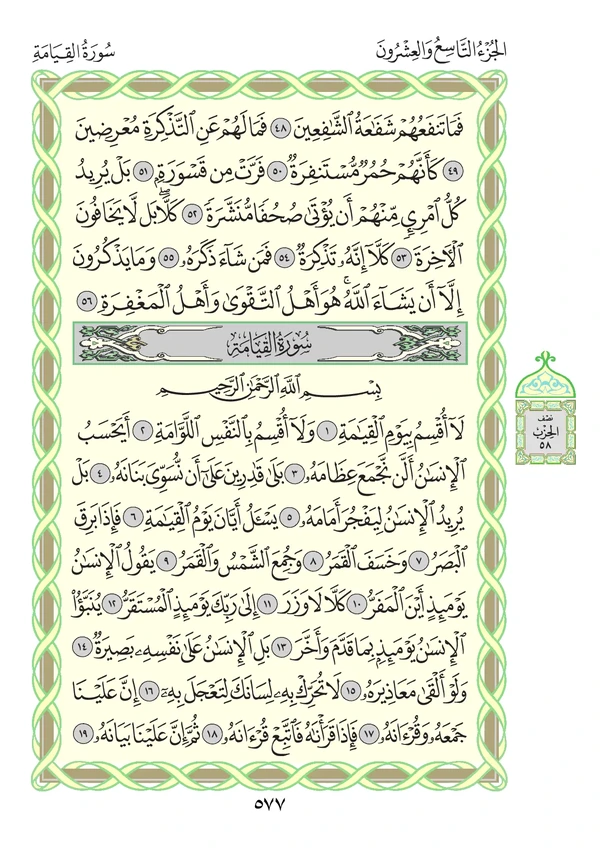 الجُزْءُ التَّاسِعُ وَالعِشْرُونَ
سُورَةُ القِيَامَةِ
فَمَا تَنفَعُهُمْ شَفَٰعَةُ ٱلشَّٰفِعِينَ ٤٨ فَمَا لَهُمْ عَنِ ٱلتَّذْكِرَةِ مُعْرِضِينَ
٤٩ كَأَنَّهُمْ حُمُرٌ مُّسْتَنفِرَةٌ ٥٠ فَرَّتْ مِن قَسْوَرَةٍۭ ٥١ بَلْ يُرِيدُ
كُلُّ ٱمْرِئٍ مِّنْهُمْ أَن يُؤْتَىٰ صُحُفًا مُّنَشَّرَةً ٥٢ كَلَّا ۖ بَل لَّا يَخَافُونَ
ٱلْءَاخِرَةَ ٥٣ كَلَّآ إِنَّهُۥ تَذْكِرَةٌ ٥٤ فَمَن شَآءَ ذَكَرَهُۥ ٥٥ وَمَا يَذْكُرُونَ
إِلَّآ أَن يَشَآءَ ٱللَّهُ ۚ هُوَ أَهْلُ ٱلتَّقْوَىٰ وَأَهْلُ ٱلْمَغْفِرَةِ ٥٦
سُورَةُ القِيَامَةِ
بِسْمِ ٱللَّهِ ٱلرَّحْمَٰنِ ٱلرَّحِيمِ
لَآ أُقْسِمُ بِيَوْمِ ٱلْقِيَٰمَةِ ١ وَلَآ أُقْسِمُ بِٱلنَّفْسِ ٱللَّوَّامَةِ ٢ أَيَحْسَبُ
ٱلْإِنسَٰنُ أَلَّن نَّجْمَعَ عِظَامَهُۥ ٣ بَلَىٰ قَٰدِرِينَ عَلَىٰٓ أَن نُّسَوِّىَ بَنَانَهُۥ ٤ بَلْ
يُرِيدُ ٱلْإِنسَٰنُ لِيَفْجُرَ أَمَامَهُۥ ٥ يَسْـَٔلُ أَيَّانَ يَوْمُ ٱلْقِيَٰمَةِ ٦ فَإِذَا بَرِقَ
ٱلْبَصَرُ ٧ وَخَسَفَ ٱلْقَمَرُ ٨ وَجُمِعَ ٱلشَّمْسُ وَٱلْقَمَرُ ٩ يَقُولُ ٱلْإِنسَٰنُ
يَوْمَئِذٍ أَيْنَ ٱلْمَفَرُّ ١٠ كَلَّا لَا وَزَرَ ١١ إِلَىٰ رَبِّكَ يَوْمَئِذٍ ٱلْمُسْتَقَرُّ ١٢ يُنَبَّؤُا۟
ٱلْإِنسَٰنُ يَوْمَئِذٍۭ بِمَا قَدَّمَ وَأَخَّرَ ١٣ بَلِ ٱلْإِنسَٰنُ عَلَىٰ نَفْسِهِۦ بَصِيرَةٌ ١٤
وَلَوْ أَلْقَىٰ مَعَاذِيرَهُۥ ١٥ لَا تُحَرِّكْ بِهِۦ لِسَانَكَ لِتَعْجَلَ بِهِۦٓ ١٦ إِنَّ عَلَيْنَا
جَمْعَهُۥ وَقُرْءَانَهُۥ ١٧ فَإِذَا قَرَأْنَٰهُ فَٱتَّبِعْ قُرْءَانَهُۥ ١٨ ثُمَّ إِنَّ عَلَيْنَا بَيَانَهُۥ ١٩
نصف
الحزب
٥٨
٥٧٧